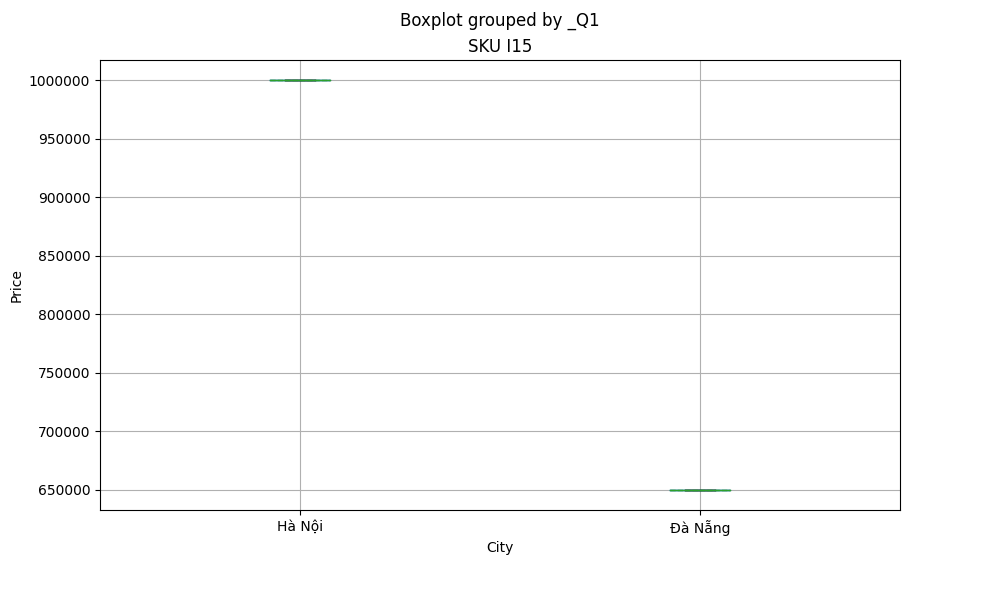 Boxplot grouped by _Q1
SKU I15
1000000
950000
900000
850000
800000
750000
700000
650000
Price
Hà Nội
Đà Nẵng
City